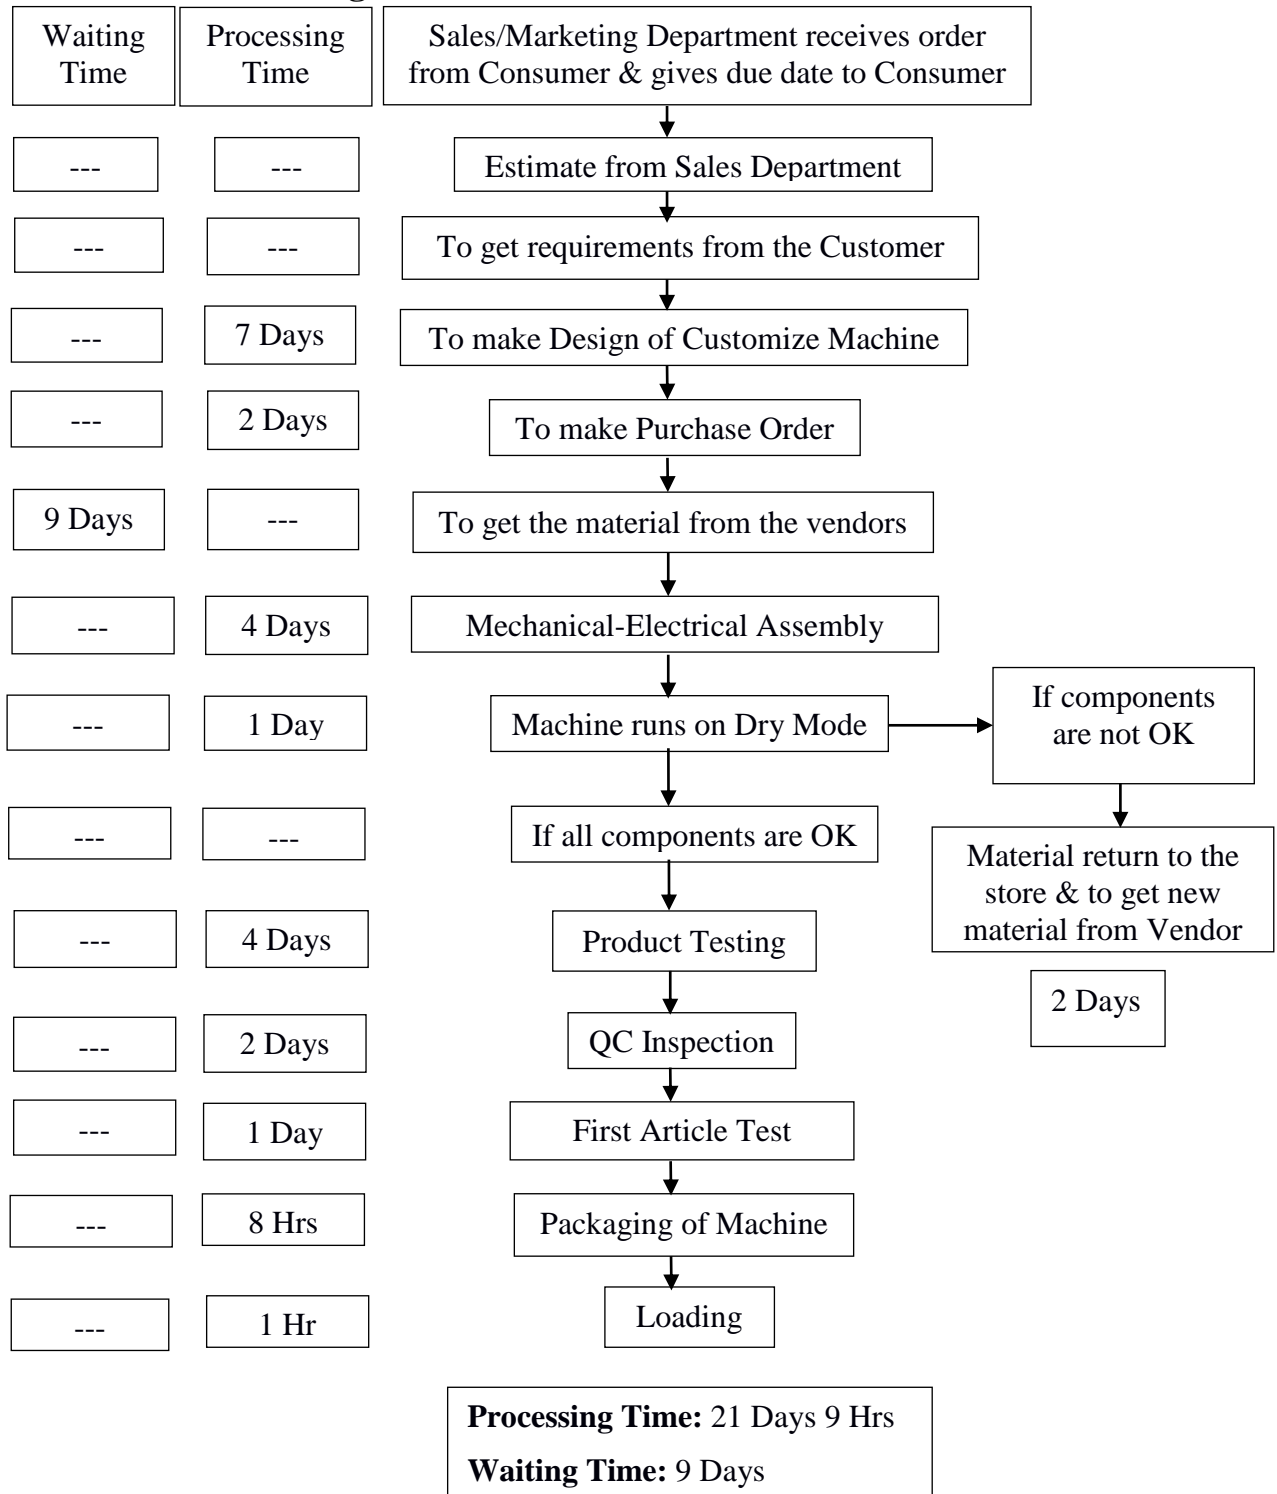 Waiting
Time
Processing
Time
Sales/Marketing Department receives order
from Consumer & gives due date to Consumer
---
---
Estimate from Sales Department
---
---
To get requirements from the Customer
---
7 Days
To make Design of Customize Machine
---
2 Days
To make Purchase Order
9 Days
---
To get the material from the vendors
---
4 Days
Mechanical-Electrical Assembly
---
1 Day
Machine runs on Dry Mode
If components
are not OK
---
---
If all components are OK
Material return to the
store & to get new
material from Vendor
---
4 Days
Product Testing
2 Days
---
2 Days
QC Inspection
---
1 Day
First Article Test
---
8 Hrs
Packaging of Machine
---
1 Hr
Loading
Processing Time: 21 Days 9 Hrs
Waiting Time: 9 Days